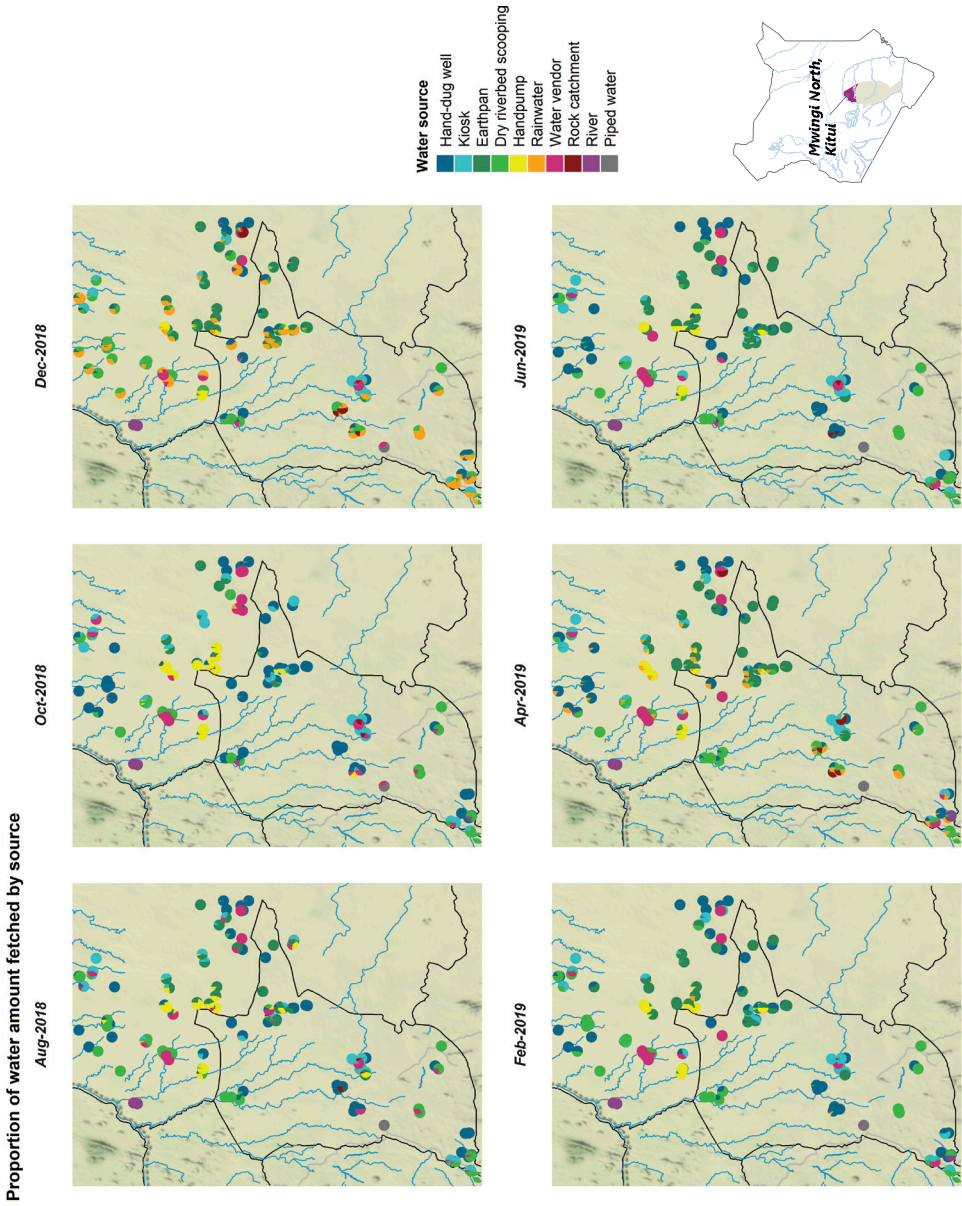 Proportion of water amount fetched by source
Aug-2018
Oct-2018
Dec-2018
Feb-2019
Apr-2019
Jun-2019
Water source
Hand-dug well
Kiosk
Earthpan
Dry riverbed scooping
Handpump
Rainwater
Water vendor
Rock catchment
River
Piped water
Mwingi North,
Kitui